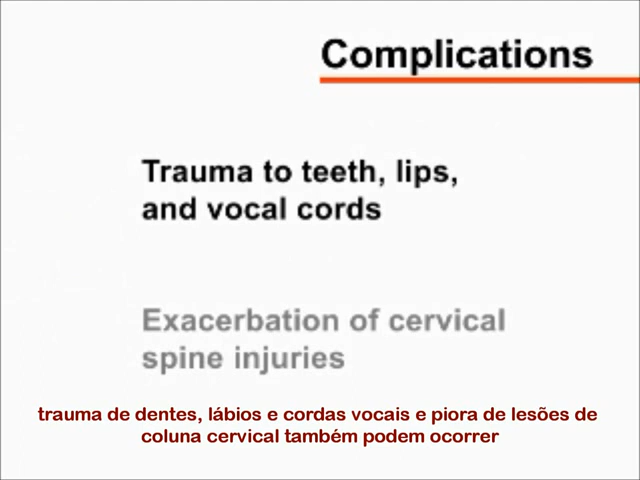 Complications
Trauma to teeth, lips,
and vocal cords
Exacerbation of cervical
spine injuries
trauma de dentes, lábios e cordas vocais e piora de lesões de
coluna cervical também podem ocorrer